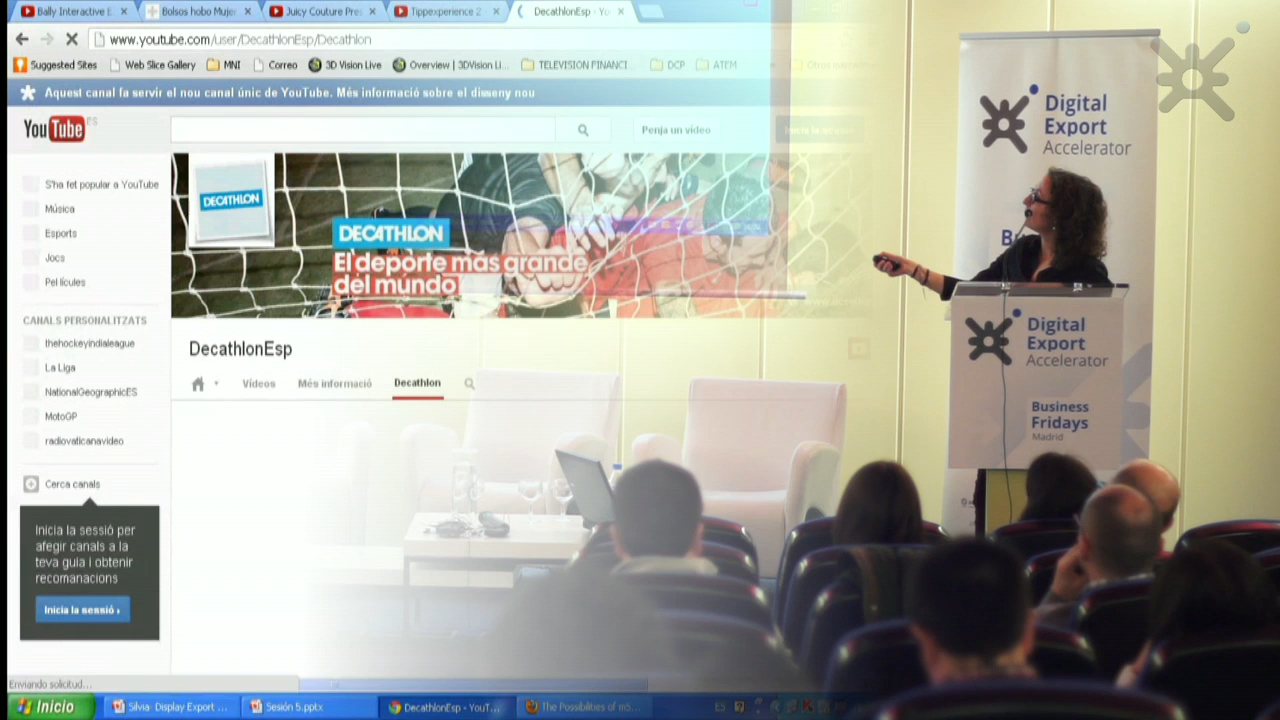 Bally Interactive E
Bolsos hobo Mujer
Juicy Couture Pre
Tippexperience 2
DecathlonEsp - Yo
www.youtube.com/user/DecathlonEsp/Decathlon
Suggested Sites
Web Slice Gallery
MNI
Correo
3D Vision Live
Overview | 3DVision Li...
TELEVISION FINANCI...
DCP
ATEM
Aquest canal fa servir el nou canal únic de YouTube. Més informació sobre el disseny nou
YouTube ES
Penja un vídeo
Inicia la sessió
S'ha fet popular a YouTube
Música
Esports
Jocs
Pel·lícules
CANALS PERSONALITZATS
thehockeyindialeague
La Liga
NationalGeographicES
MotoGP
radiovaticanavideo
Cerca canals
Inicia la sessió per
afegir canals a la
teva guia i obtenir
recomanacions
Inicia la sessió ›
DECATHLON
DECATHLON
El deporte más grande
del mundo
DecathlonEsp
Vídeos
Més informació
Decathlon
Digital
Export
Accelerator
Digital
Export
Accelerator
Business
Fridays
Madrid
Enviando solicitud...
Inicio
Silvia- Display Export ...
Sesión 5.pptx
DecathlonEsp - YouT...
The Possibilities of mo...
ES